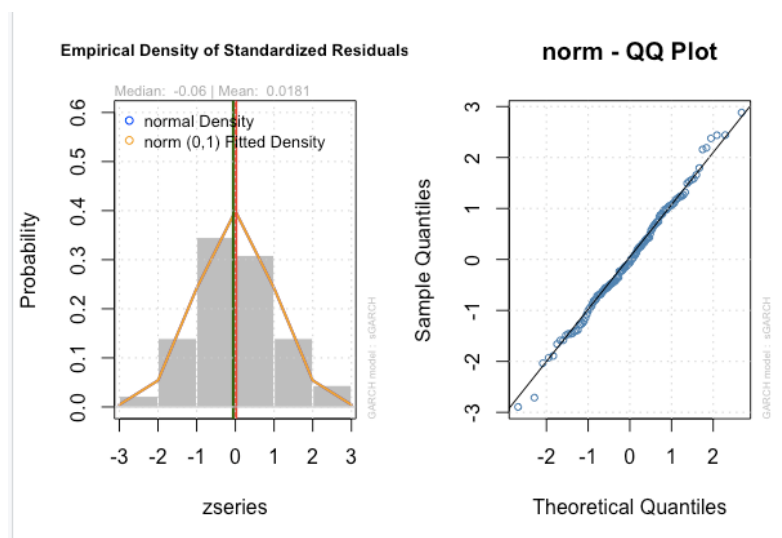 Empirical Density of Standardized Residuals
Median: -0.06 | Mean: 0.0181
normal Density
norm (0,1) Fitted Density
Probability
0.0 0.1 0.2 0.3 0.4 0.5 0.6
-3 -2 -1 0 1 2 3
zseries
GARCH model : sGARCH
norm - QQ Plot
Sample Quantiles
-3 -2 -1 0 1 2 3
-2 -1 0 1 2
Theoretical Quantiles
GARCH model : sGARCH